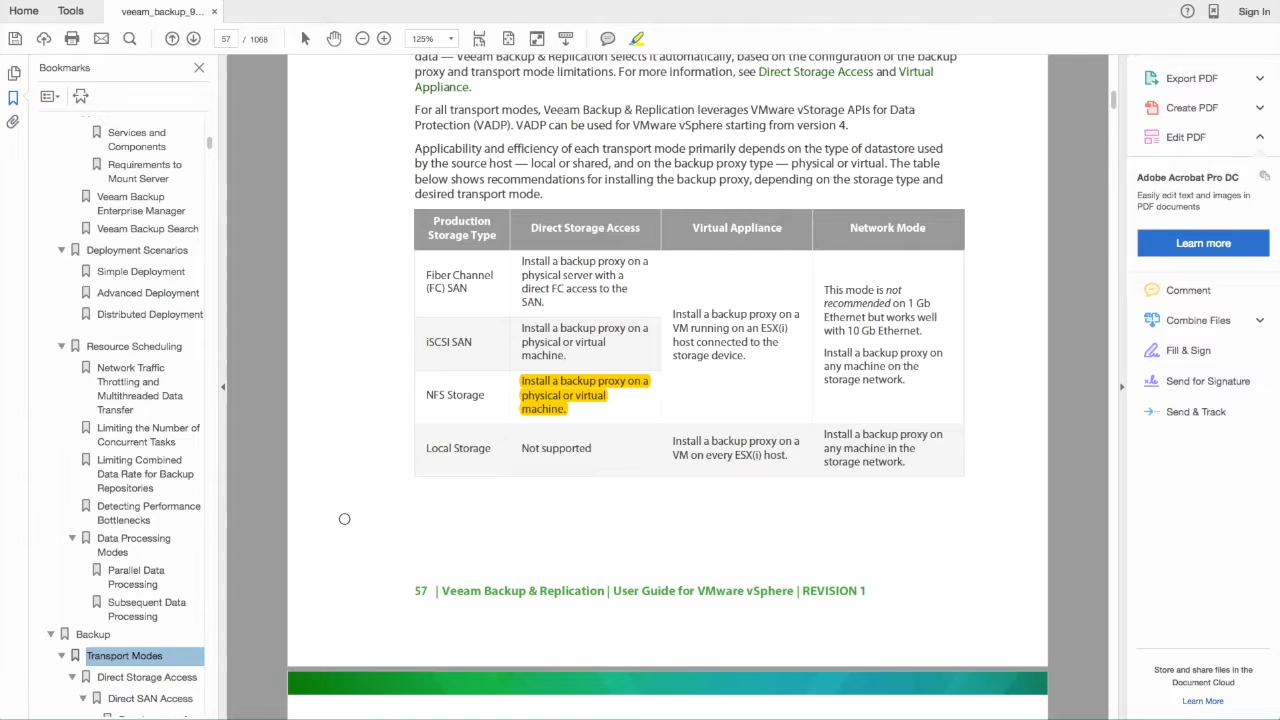 Home
Tools
veeam_backup_9...
Sign In
57 / 1068
125%
Bookmarks
Services and
Components
Requirements to
Mount Server
Veeam Backup
Enterprise Manager
Veeam Backup Search
Deployment Scenarios
Simple Deployment
Advanced Deployment
Distributed Deployment
Resource Scheduling
Network Traffic
Throttling and
Multithreaded Data
Transfer
Limiting the Number of
Concurrent Tasks
Limiting Combined
Data Rate for Backup
Repositories
Detecting Performance
Bottlenecks
Data Processing
Modes
Parallel Data
Processing
Subsequent Data
Processing
Backup
Transport Modes
Direct Storage Access
Direct SAN Access
data — Veeam Backup & Replication selects it automatically, based on the configuration of the backup
proxy and transport mode limitations. For more information, see Direct Storage Access and Virtual
Appliance.
For all transport modes, Veeam Backup & Replication leverages VMware vStorage APIs for Data
Protection (VADP). VADP can be used for VMware vSphere starting from version 4.
Applicability and efficiency of each transport mode primarily depends on the type of datastore used
by the source host — local or shared, and on the backup proxy type — physical or virtual. The table
below shows recommendations for installing the backup proxy, depending on the storage type and
desired transport mode.
Production
Storage Type
Direct Storage Access
Virtual Appliance
Network Mode
Fiber Channel
(FC) SAN
Install a backup proxy on a
physical server with a
direct FC access to the
SAN.
Install a backup proxy on a
VM running on an ESX(i)
host connected to the
storage device.
This mode is not
recommended on 1 Gb
Ethernet but works well
with 10 Gb Ethernet.
Install a backup proxy on
any machine on the
storage network.
iSCSI SAN
Install a backup proxy on a
physical or virtual
machine.
NFS Storage
Install a backup proxy on a
physical or virtual
machine.
Local Storage
Not supported
Install a backup proxy on a
VM on every ESX(i) host.
Install a backup proxy on
any machine in the
storage network.
57 | Veeam Backup & Replication | User Guide for VMware vSphere | REVISION 1
Export PDF
Create PDF
Edit PDF
Adobe Acrobat Pro DC
Easily edit text and images in
PDF documents
Learn more
Comment
Combine Files
Fill & Sign
Send for Signature
Send & Track
Store and share files in the
Document Cloud
Learn More